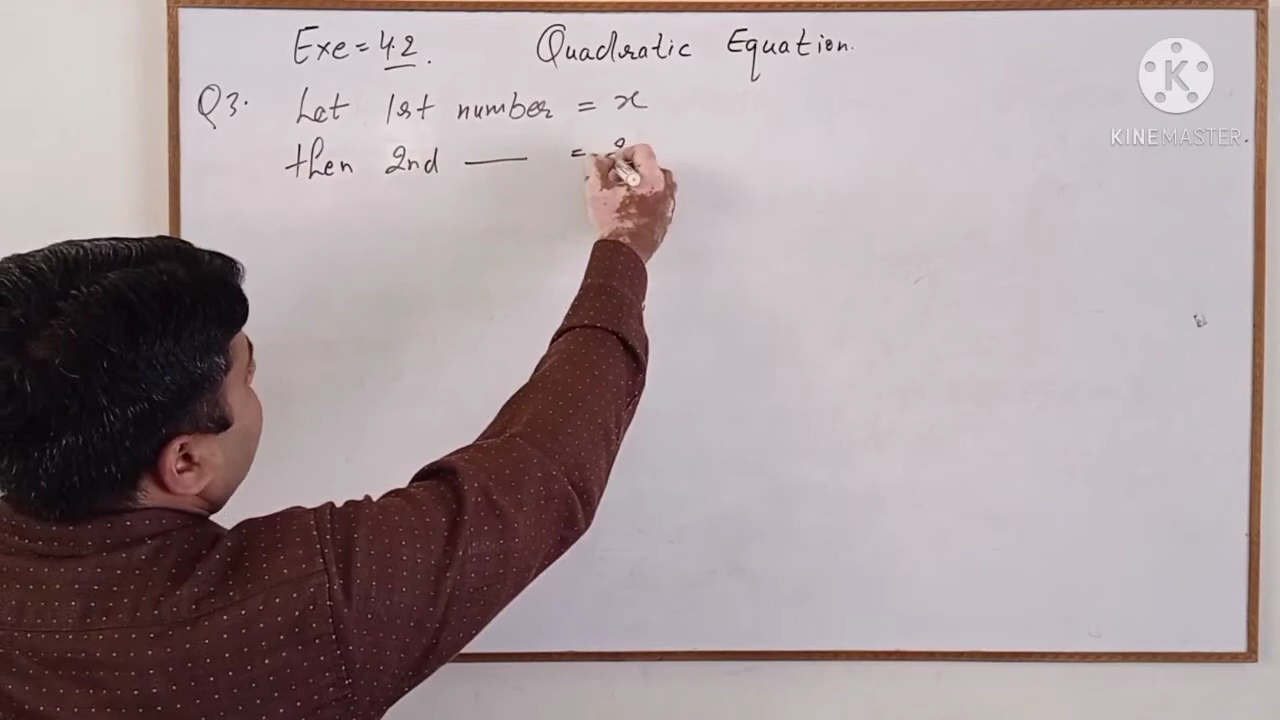 Exe = 4.2. Quadratic Equation.
Q3. Let 1st number = x
then 2nd —— =
KINEMASTER